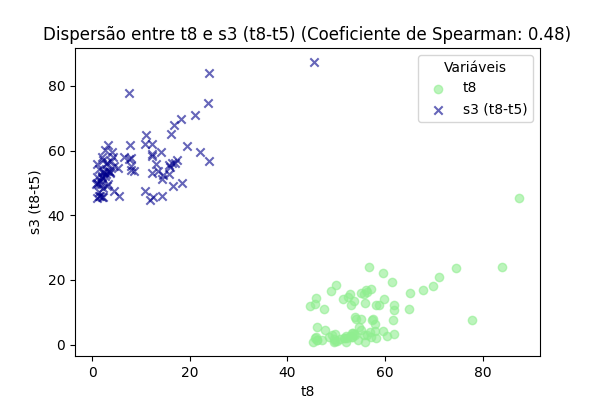 Dispersão entre t8 e s3 (t8-t5) (Coeficiente de Spearman: 0.48)
Variáveis
t8
s3 (t8-t5)
80
60
40
20
0
s3 (t8-t5)
0 20 40 60 80
t8